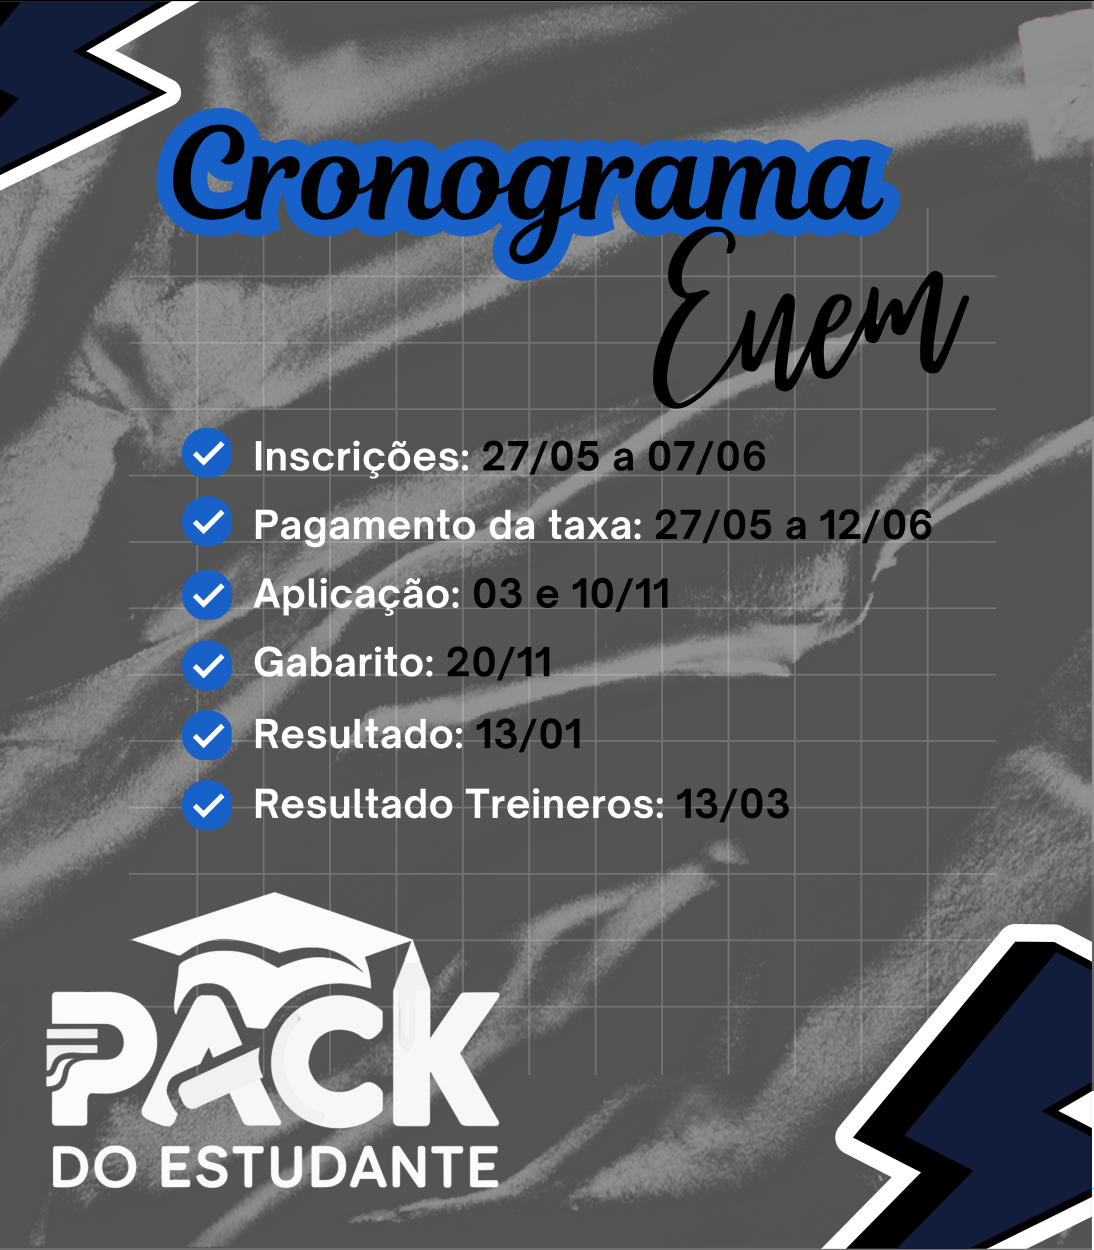 Cronograma
Enem
Inscrições: 27/05 a 07/06
Pagamento da taxa: 27/05 a 12/06
Aplicação: 03 e 10/11
Gabarito: 20/11
Resultado: 13/01
Resultado Treineros: 13/03
PACK
DO ESTUDANTE